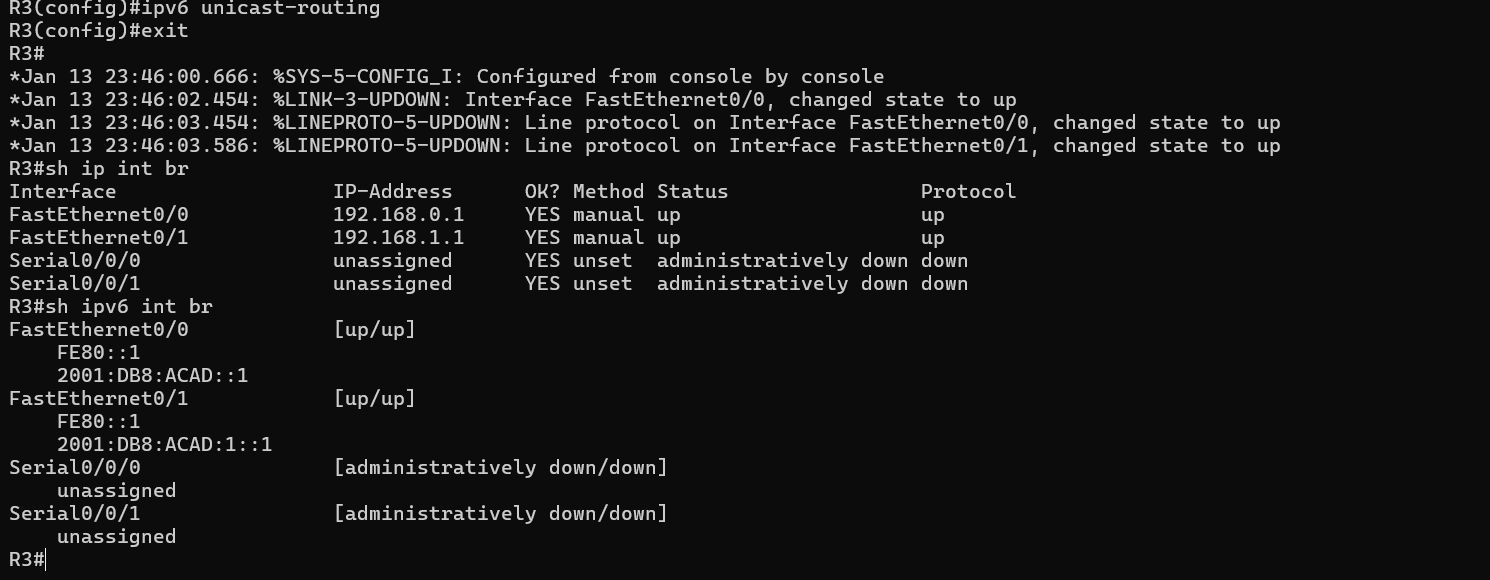 R3(config)#ipv6 unicast-routing
R3(config)#exit
R3#
*Jan 13 23:46:00.666: %SYS-5-CONFIG_I: Configured from console by console
*Jan 13 23:46:02.454: %LINK-3-UPDOWN: Interface FastEthernet0/0, changed state to up
*Jan 13 23:46:03.454: %LINEPROTO-5-UPDOWN: Line protocol on Interface FastEthernet0/0, changed state to up
*Jan 13 23:46:03.586: %LINEPROTO-5-UPDOWN: Line protocol on Interface FastEthernet0/1, changed state to up
R3#sh ip int br
Interface                  IP-Address      OK? Method Status                Protocol
FastEthernet0/0            192.168.0.1     YES manual up                    up
FastEthernet0/1            192.168.1.1     YES manual up                    up
Serial0/0/0                unassigned      YES unset  administratively down down
Serial0/0/1                unassigned      YES unset  administratively down down
R3#sh ipv6 int br
FastEthernet0/0            [up/up]
    FE80::1
    2001:DB8:ACAD::1
FastEthernet0/1            [up/up]
    FE80::1
    2001:DB8:ACAD:1::1
Serial0/0/0                [administratively down/down]
    unassigned
Serial0/0/1                [administratively down/down]
    unassigned
R3#